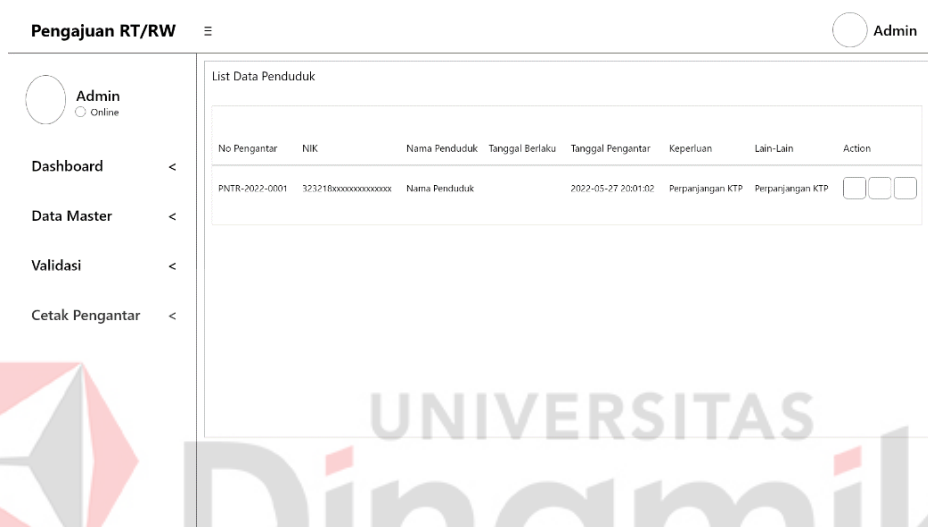 Pengajuan RT/RW
Admin
Admin
Online
Dashboard <
Data Master <
Validasi <
Cetak Pengantar <
List Data Penduduk
No Pengantar NIK Nama Penduduk Tanggal Berlaku Tanggal Pengantar Keperluan Lain-Lain Action
PNTR-2022-0001 323218xxxxxxxxxxxxx Nama Penduduk 2022-05-27 20:01:02 Perpanjangan KTP Perpanjangan KTP
UNIVERSITAS
Dinamik